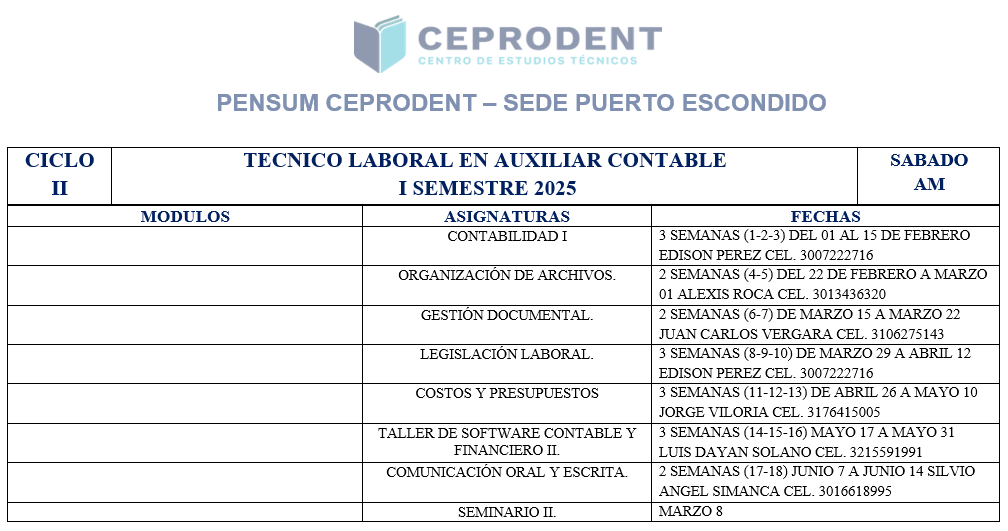 CEPRODENT
CENTRO DE ESTUDIOS TÉCNICOS
PENSUM CEPRODENT – SEDE PUERTO ESCONDIDO
CICLO II
TECNICO LABORAL EN AUXILIAR CONTABLE
I SEMESTRE 2025
SABADO AM
MODULOS ASIGNATURAS FECHAS
CONTABILIDAD I
3 SEMANAS (1-2-3) DEL 01 AL 15 DE FEBRERO
EDISON PEREZ CEL. 3007222716
ORGANIZACIÓN DE ARCHIVOS.
2 SEMANAS (4-5) DEL 22 DE FEBRERO A MARZO
01 ALEXIS ROCA CEL. 3013436320
GESTIÓN DOCUMENTAL.
2 SEMANAS (6-7) DE MARZO 15 A MARZO 22
JUAN CARLOS VERGARA CEL. 3106275143
LEGISLACIÓN LABORAL.
3 SEMANAS (8-9-10) DE MARZO 29 A ABRIL 12
EDISON PEREZ CEL. 3007222716
COSTOS Y PRESUPUESTOS
3 SEMANAS (11-12-13) DE ABRIL 26 A MAYO 10
JORGE VILORIA CEL. 3176415005
TALLER DE SOFTWARE CONTABLE Y
FINANCIERO II.
3 SEMANAS (14-15-16) MAYO 17 A MAYO 31
LUIS DAYAN SOLANO CEL. 3215591991
COMUNICACIÓN ORAL Y ESCRITA.
2 SEMANAS (17-18) JUNIO 7 A JUNIO 14 SILVIO
ANGEL SIMANCA CEL. 3016618995
SEMINARIO II.
MARZO 8